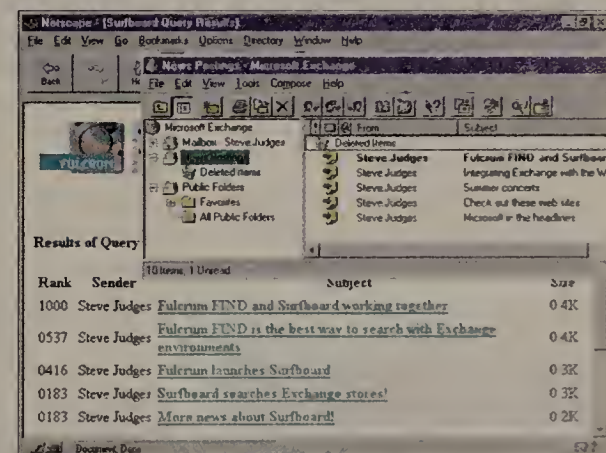 Netscape - [Surfboard Query Results]
File Edit View Go Bookmarks Options Directory Window Help
Back
News Postings - Microsoft Exchange
File Edit View Tools Compose Help
Microsoft Exchange
Mailbox - Steve Judges
Deleted Items
Public Folders
Favorites
All Public Folders
From Subject
Deleted Items
Steve Judges Fulcrum FIND and Surfboar
Steve Judges Integrating Exchange with the W
Steve Judges Summer concerts
Steve Judges Check out these web sites
Steve Judges Microsoft in the headlines
10 Items, 1 Unread
FULCRUM
Results of Query
Rank Sender Subject Size
1000 Steve Judges Fulcrum FIND and Surfboard working together 0.4K
0537 Steve Judges Fulcrum FIND is the best way to search with Exchange environments 0.4K
0416 Steve Judges Fulcrum launches Surfboard 0.3K
0183 Steve Judges Surfboard searches Exchange stores! 0.3K
0183 Steve Judges More news about Surfboard! 0.2K
Document: Done